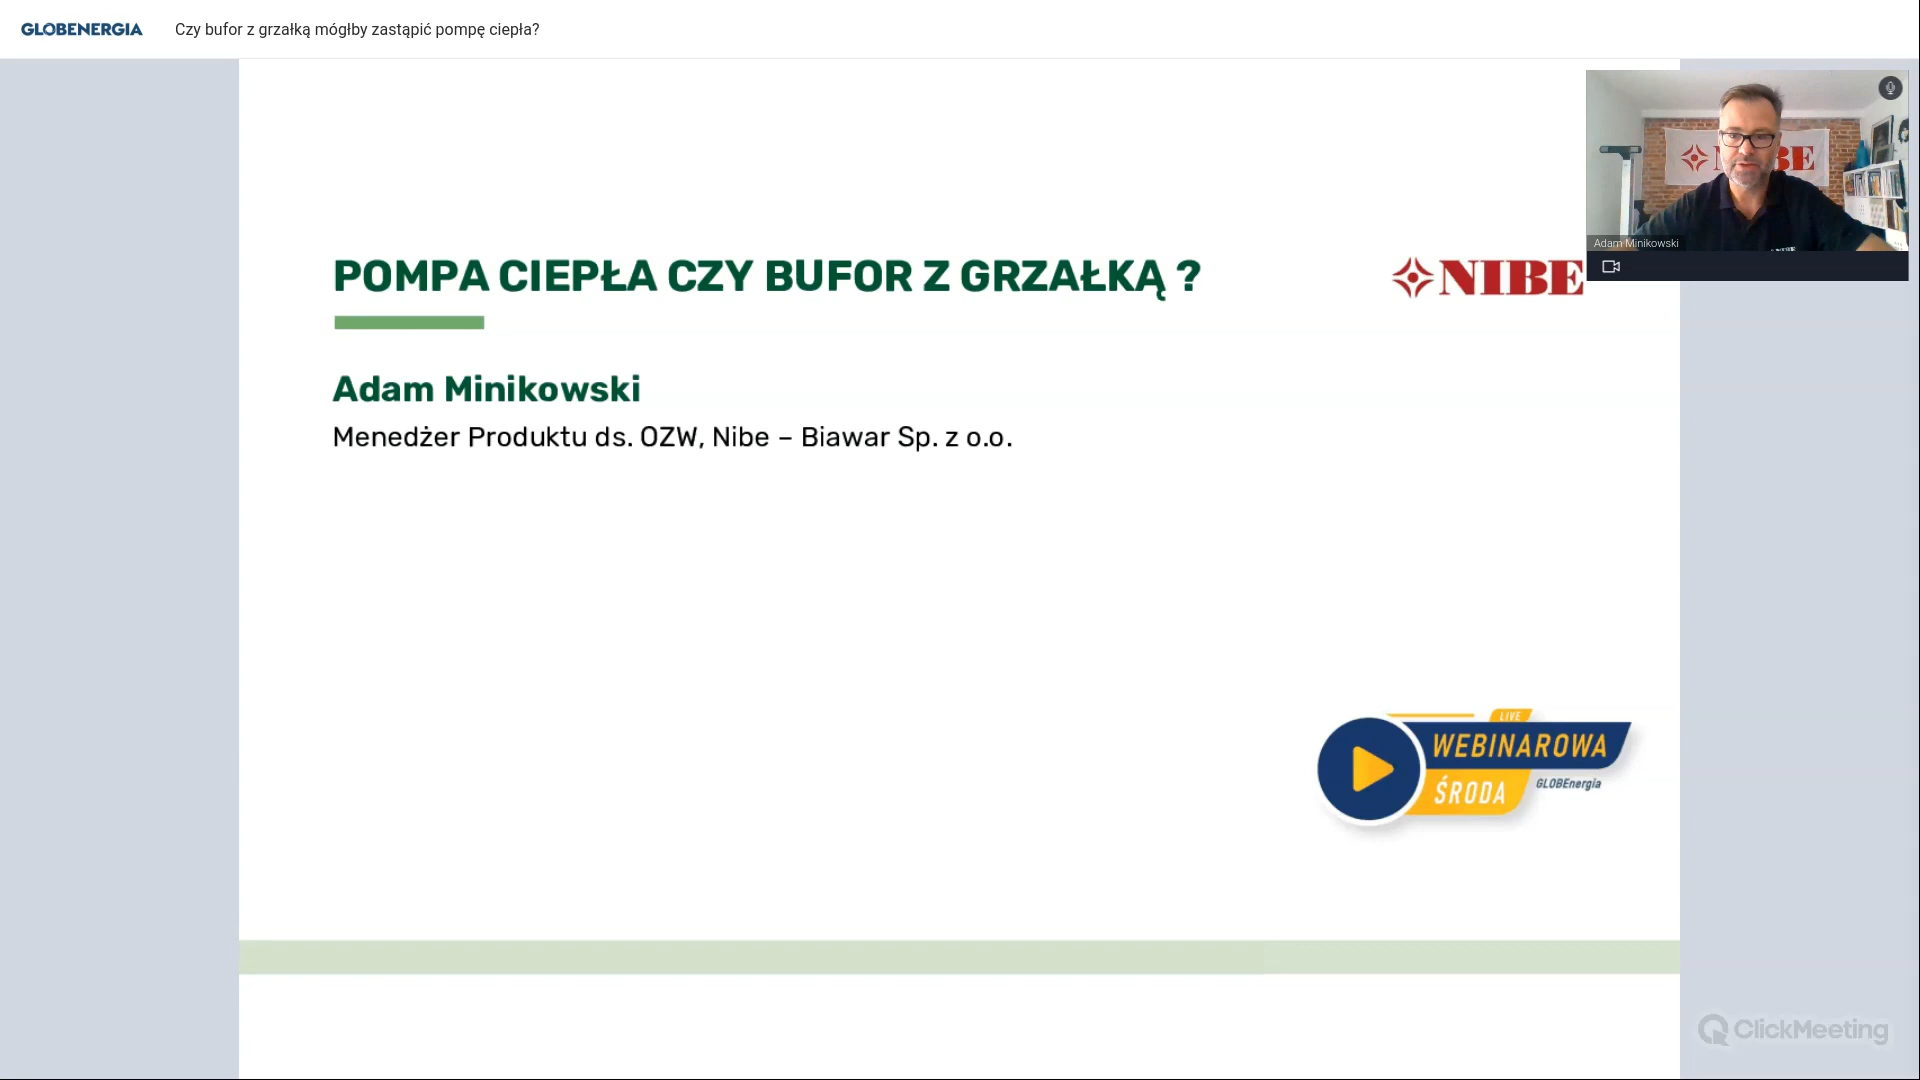 GLOBENERGIA
Czy bufor z grzałką mógłby zastąpić pompę ciepła?
Adam Minikowski
POMPA CIEPŁA CZY BUFOR Z GRZAŁKĄ ?
NIBE
Adam Minikowski
Menedżer Produktu ds. OZW, Nibe – Biawar Sp. z o.o.
LIVE
WEBINAROWA
ŚRODA
GLOBEnergia
ClickMeeting